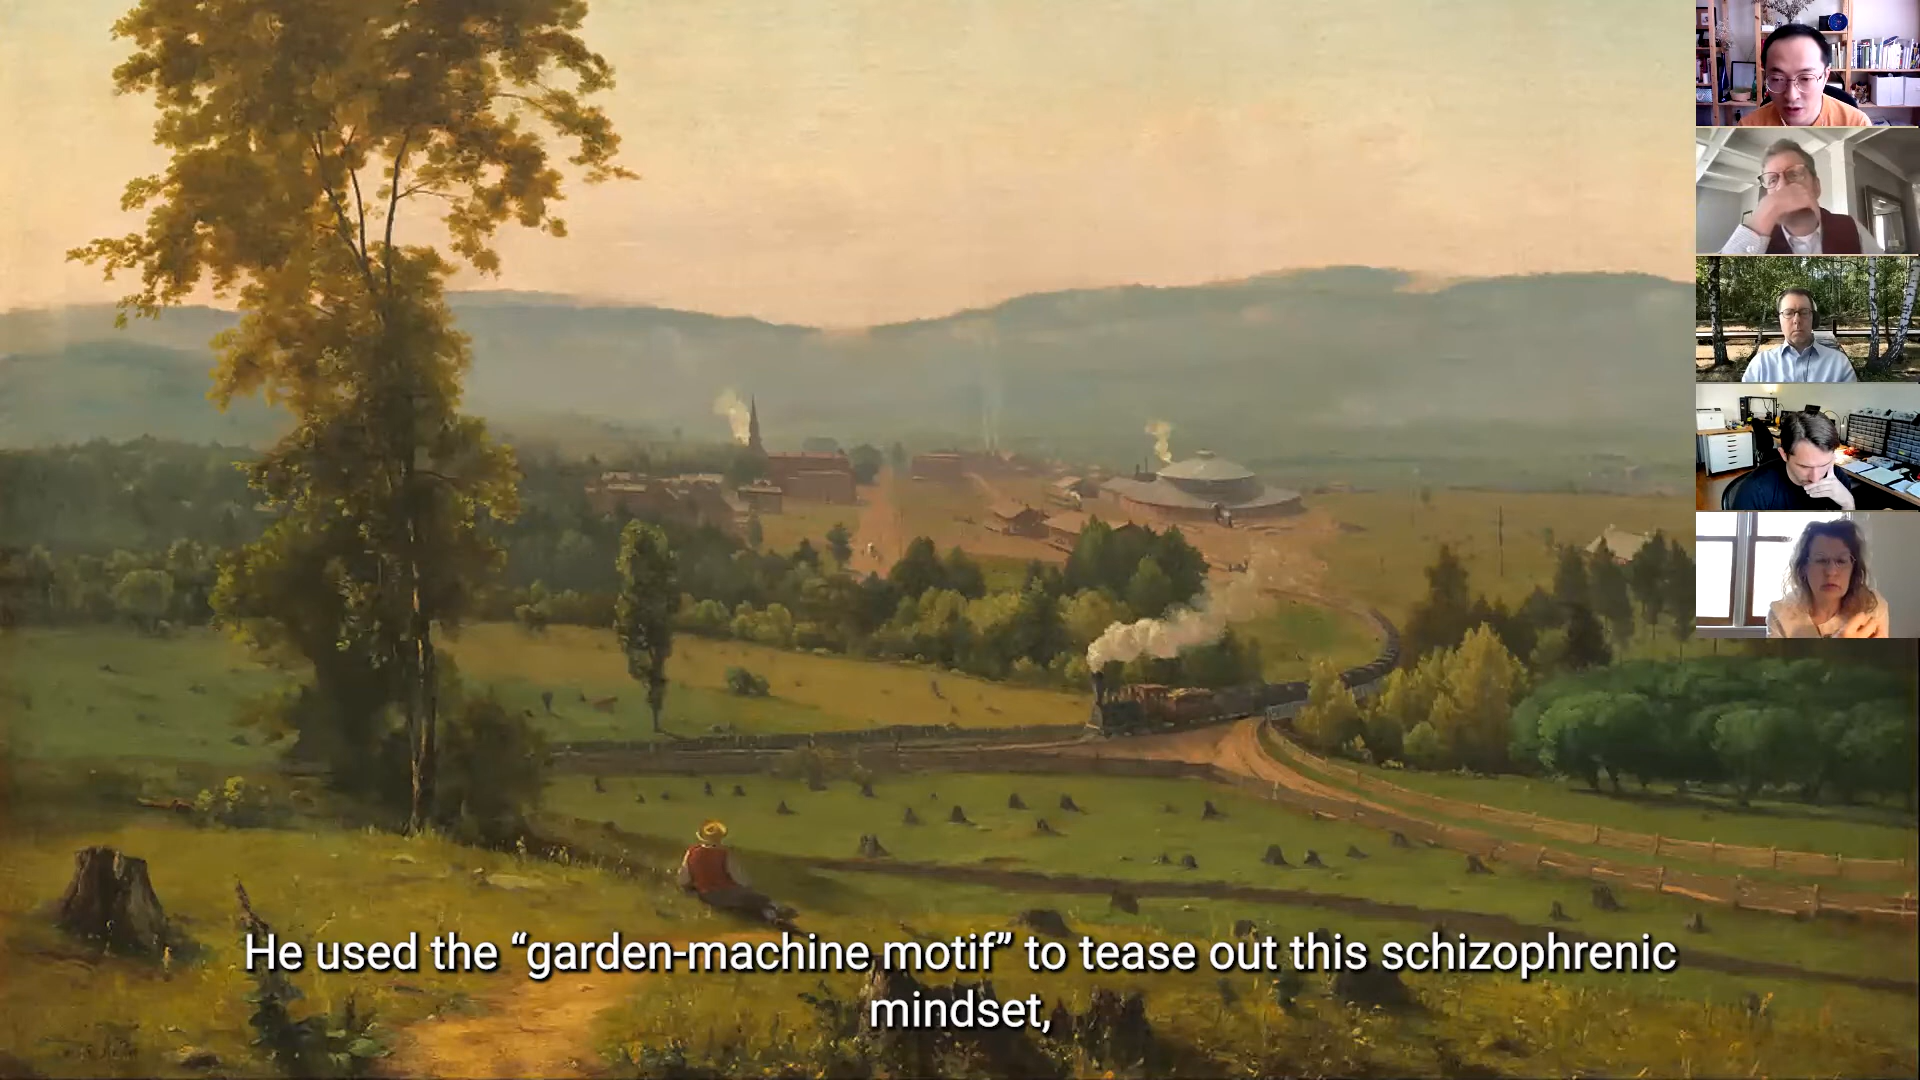 He used the “garden-machine motif” to tease out this schizophrenic
mindset,